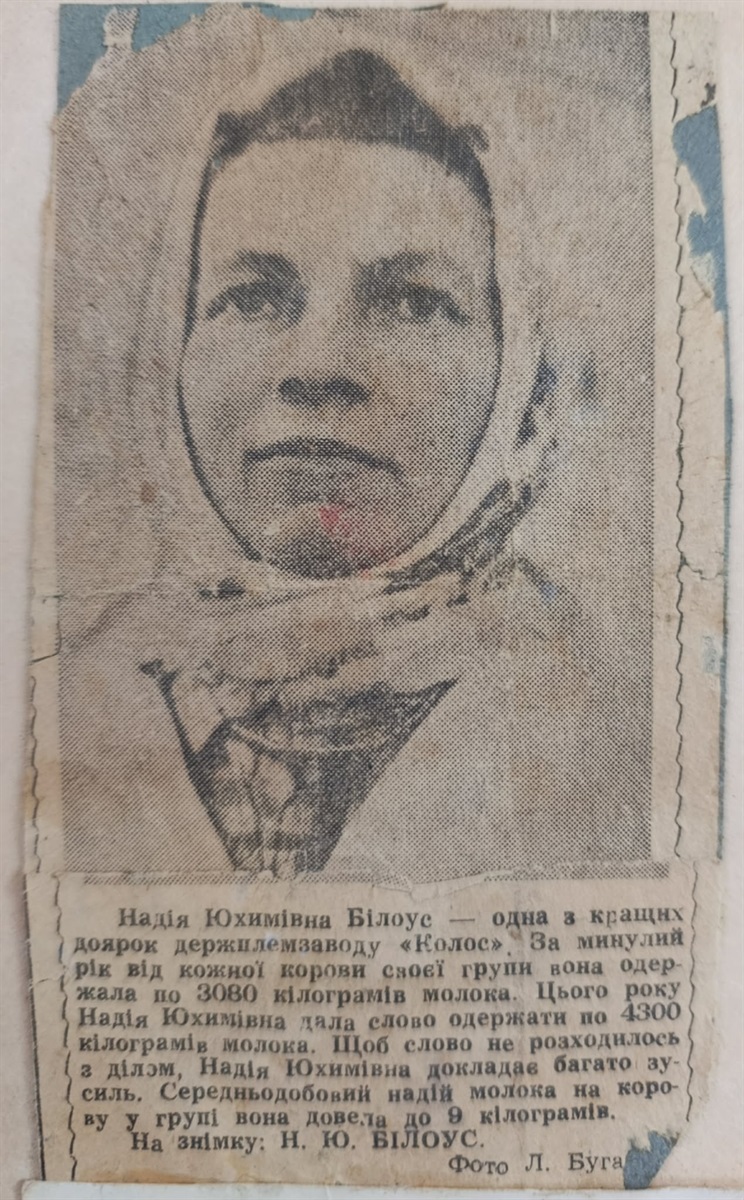 Надія Юхимівна Білоус — одна з кращих
доярок держплемзаводу «Колос». За минулий
рік від кожної корови своєї групи вона одер-
жала по 3080 кілограмів молока. Цього року
Надія Юхимівна дала слово одержати по 4300
кілограмів молока. Щоб слово не розходилось
з ділом, Надія Юхимівна докладає багато зу-
силь. Середньодобовий надій молока на коро-
ву у групі вона довела до 9 кілограмів.
На знімку: Н. Ю. БІЛОУС.
Фото Л.